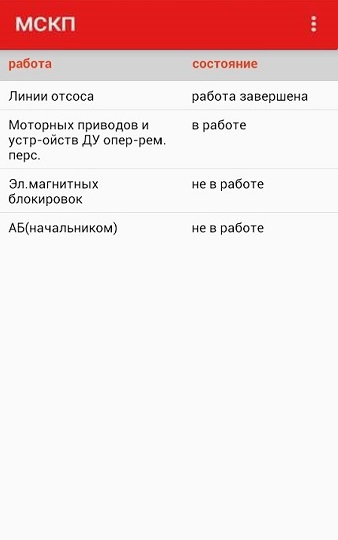 МСКП
работа состояние
Линии отсоса работа завершена
Моторных приводов и в работе
устр-ойств ДУ опер-рем.
перс.
Эл.магнитных не в работе
блокировок
АБ(начальником) не в работе